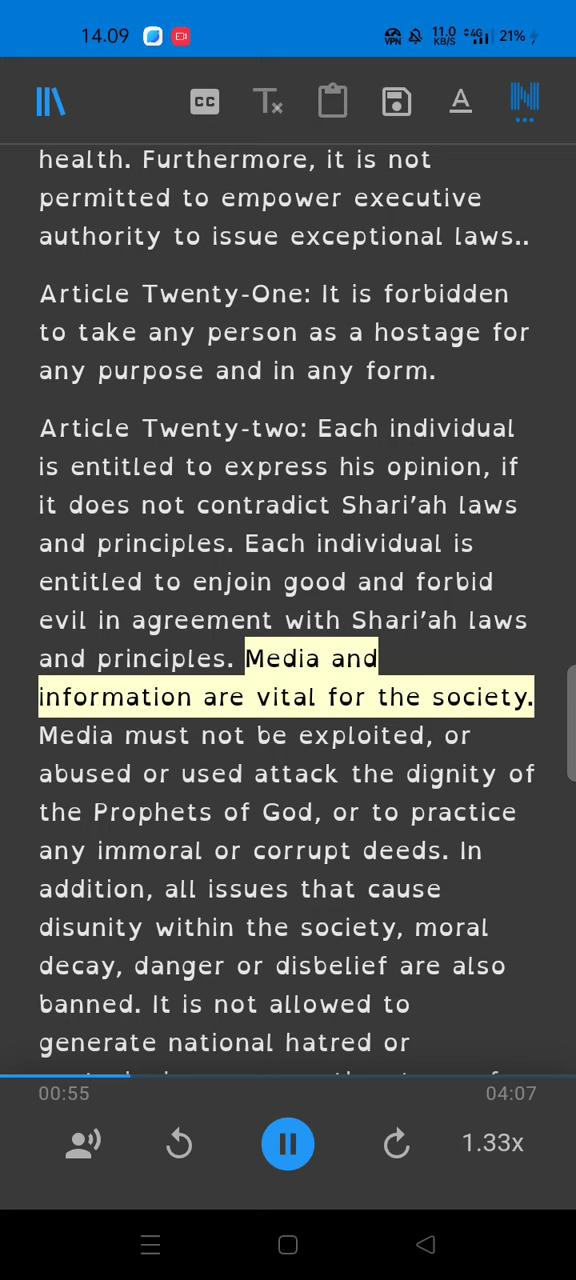 14.09
VPN 11.0 KB/S 4G 21%
CC
health. Furthermore, it is not
permitted to empower executive
authority to issue exceptional laws..
Article Twenty-One: It is forbidden
to take any person as a hostage for
any purpose and in any form.
Article Twenty-two: Each individual
is entitled to express his opinion, if
it does not contradict Shari’ah laws
and principles. Each individual is
entitled to enjoin good and forbid
evil in agreement with Shari’ah laws
and principles. Media and
information are vital for the society.
Media must not be exploited, or
abused or used attack the dignity of
the Prophets of God, or to practice
any immoral or corrupt deeds. In
addition, all issues that cause
disunity within the society, moral
decay, danger or disbelief are also
banned. It is not allowed to
generate national hatred or
00:55 04:07
1.33x